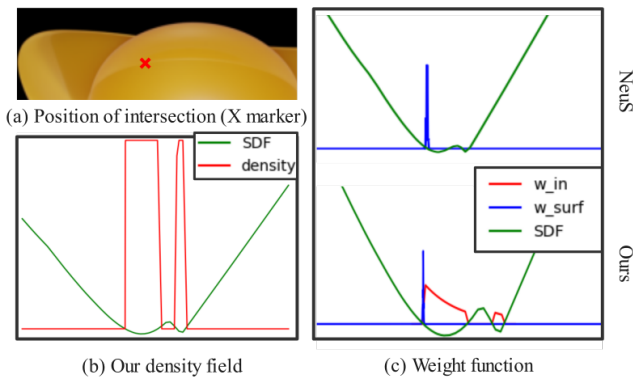 (a) Position of intersection (X marker)
SDF
density
(b) Our density field
NeuS
w_in
w_surf
SDF
Ours
(c) Weight function